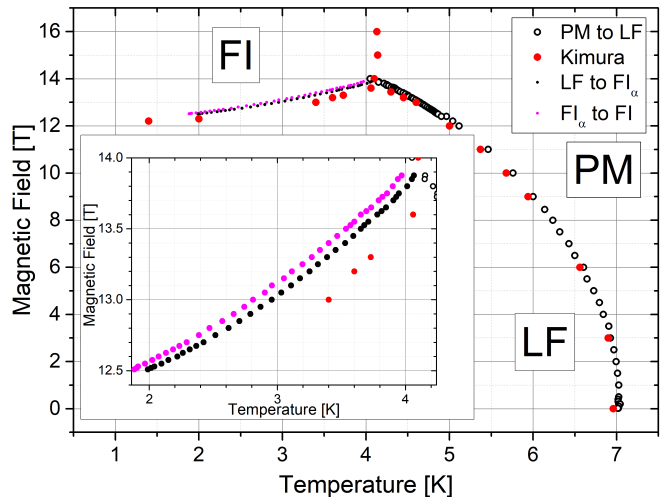 FI
PM to LF
Kimura
LF to FIα
FIα to FI
PM
LF
Magnetic Field [T]
16
14
12
10
8
6
4
2
0
Magnetic Field [T]
14.0
13.5
13.0
12.5
2 3 4
Temperature [K]
1 2 3 4 5 6 7
Temperature [K]